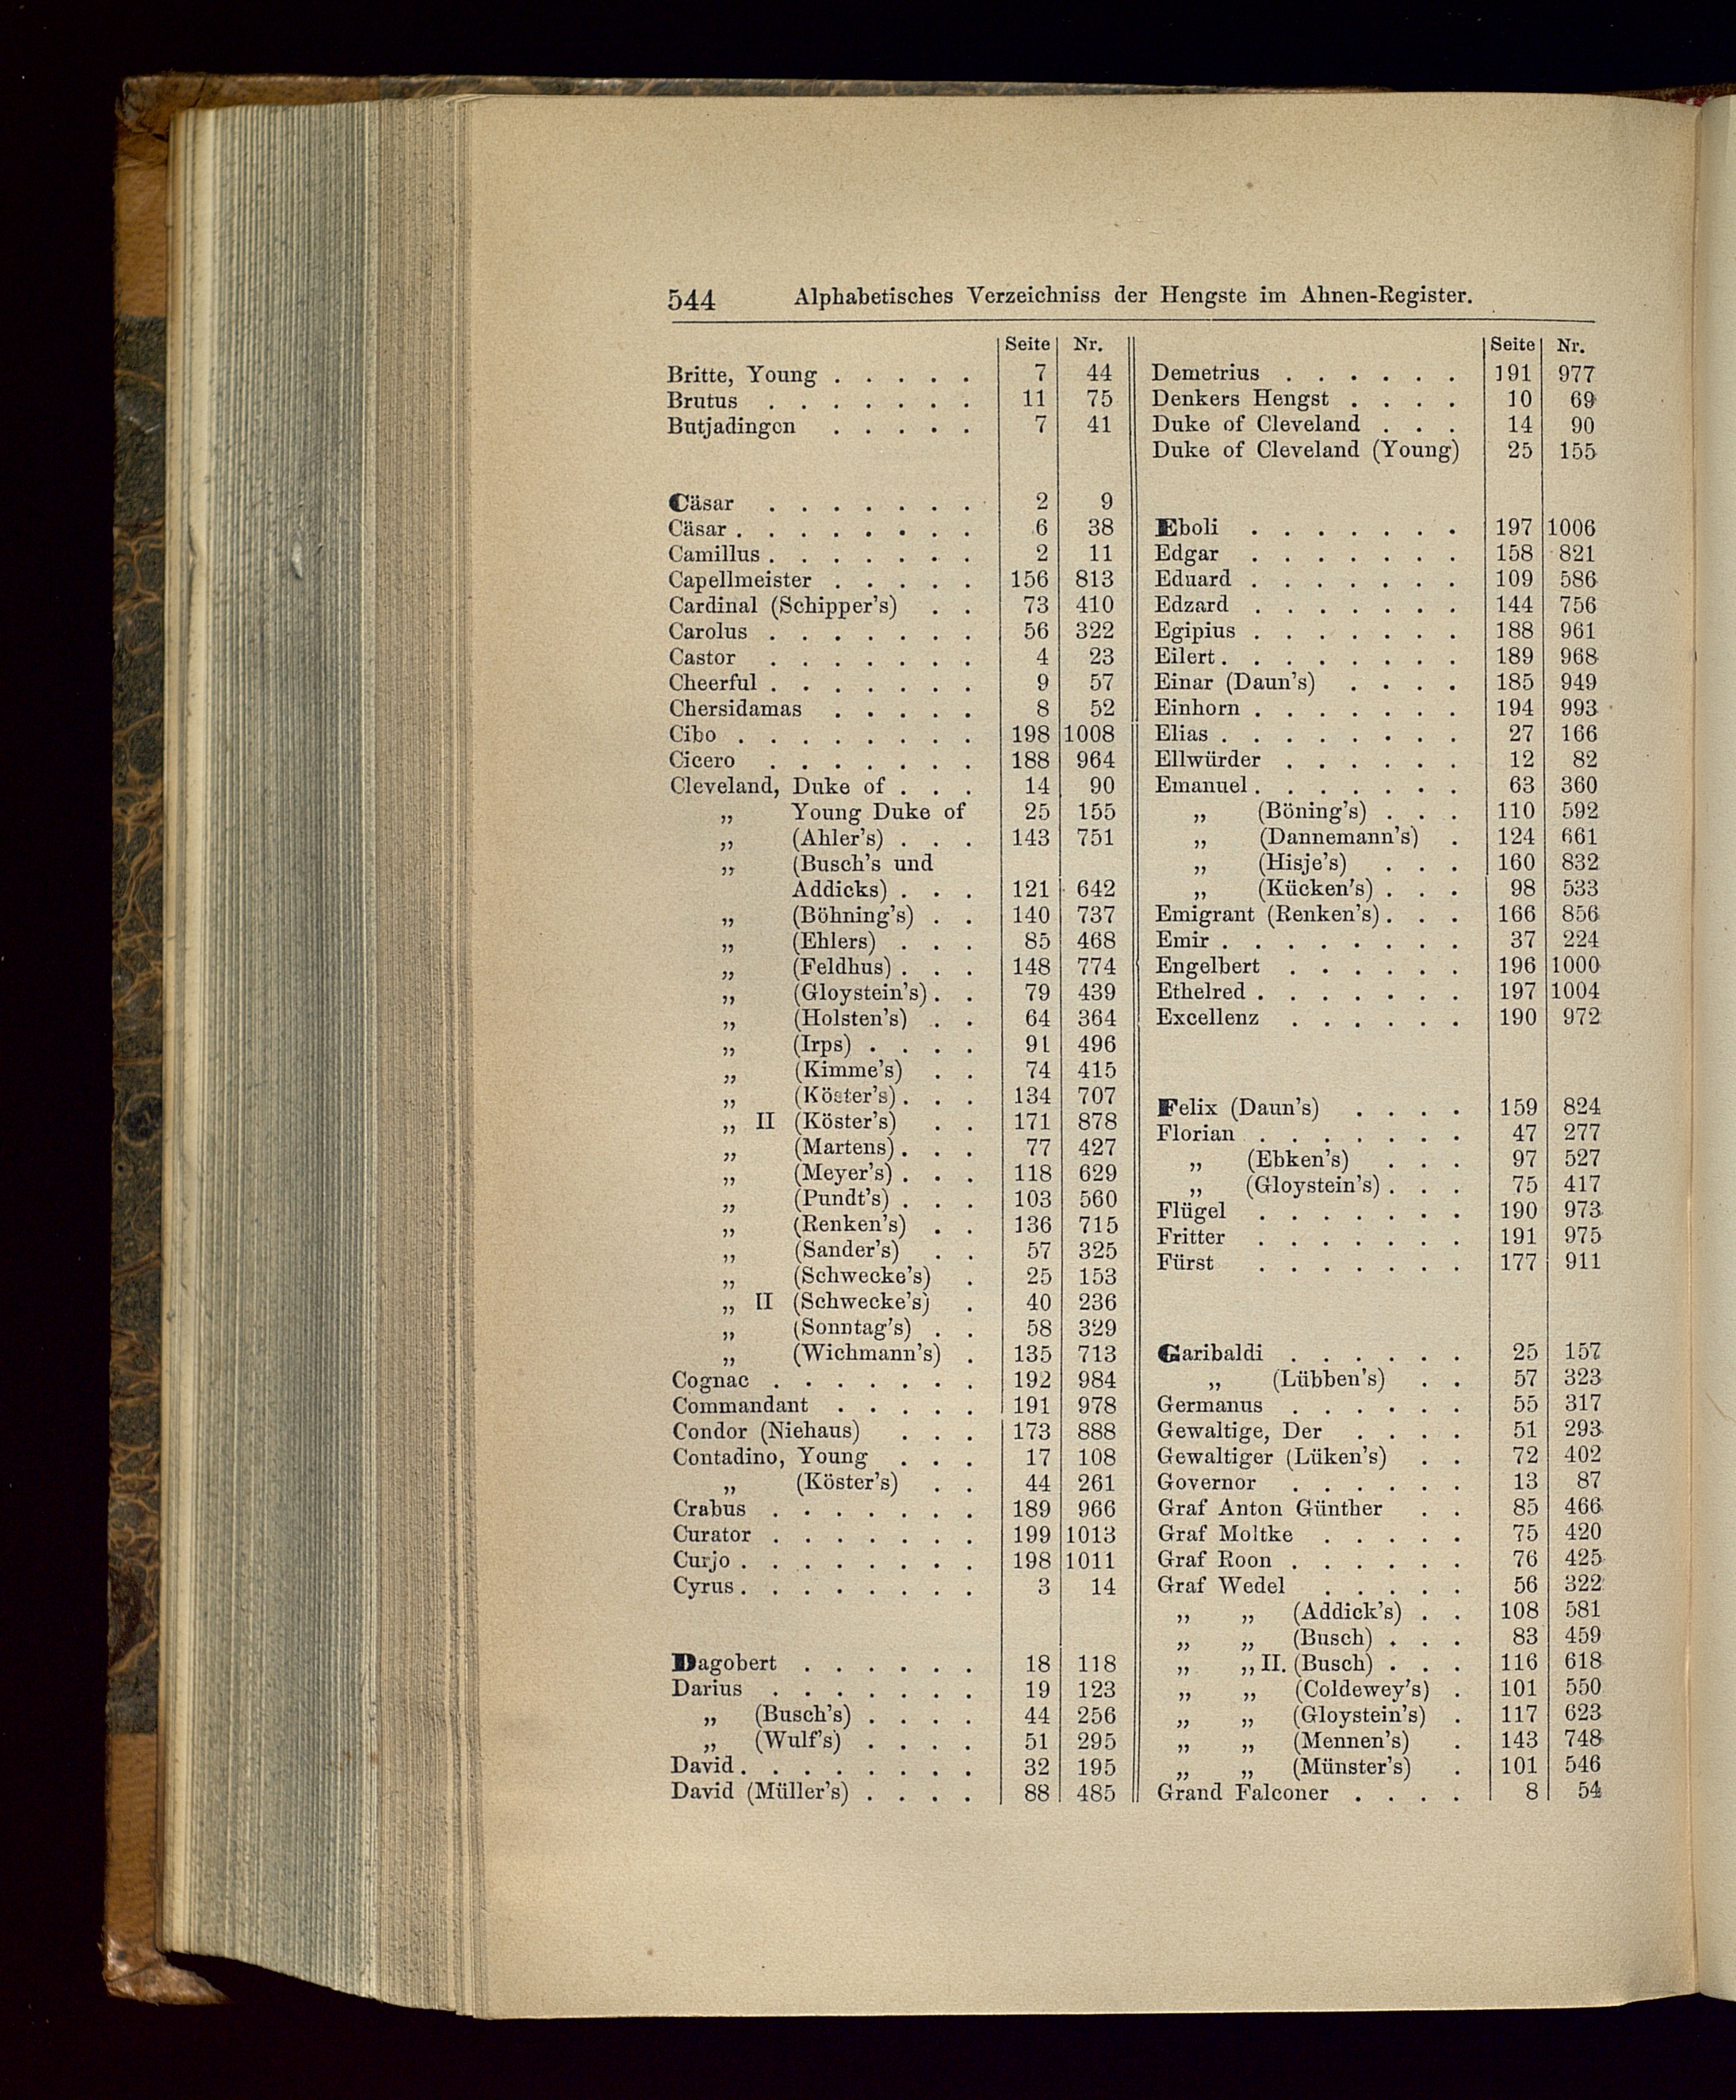 544 Alphabetisches Verzeichniss der Hengste im Ahnen-Register.
Seite Nr.
Britte, Young . . . . . 7 44
Brutus . . . . . . . 11 75
Butjadingen . . . . . 7 41
Cäsar . . . . . . . 2 9
Cäsar . . . . . . . . 6 38
Camillus . . . . . . . 2 11
Capellmeister . . . . . 156 813
Cardinal (Schipper's) . . 73 410
Carolus . . . . . . . 56 322
Castor . . . . . . . 4 23
Cheerful . . . . . . . 9 57
Chersidamas . . . . . 8 52
Cibo . . . . . . . . 198 1008
Cicero . . . . . . . 188 964
Cleveland, Duke of . . . 14 90
„ Young Duke of 25 155
„ (Ahler's) . . . 143 751
„ (Busch's und
Addicks) . . . 121 642
„ (Böhning's) . . 140 737
„ (Ehlers) . . . 85 468
„ (Feldhus) . . . 148 774
„ (Gloystein's) . . 79 439
„ (Holsten's) . . 64 364
„ (Irps) . . . . 91 496
„ (Kimme's) . . 74 415
„ (Köster's) . . . 134 707
„ II (Köster's) . . 171 878
„ (Martens) . . . 77 427
„ (Meyer's) . . . 118 629
„ (Pundt's) . . . 103 560
„ (Renken's) . . 136 715
„ (Sander's) . . 57 325
„ (Schwecke's) . 25 153
„ II (Schwecke's) . 40 236
„ (Sonntag's) . . 58 329
„ (Wichmann's) . 135 713
Cognac . . . . . . . 192 984
Commandant . . . . . 191 978
Condor (Niehaus) . . . 173 888
Contadino, Young . . . 17 108
„ (Köster's) . . 44 261
Crabus . . . . . . . 189 966
Curator . . . . . . . 199 1013
Curjo . . . . . . . . 198 1011
Cyrus . . . . . . . . 3 14
Dagobert . . . . . . 18 118
Darius . . . . . . . 19 123
„ (Busch's) . . . . 44 256
„ (Wulf's) . . . . 51 295
David . . . . . . . . 32 195
David (Müller's) . . . . 88 485
Seite Nr.
Demetrius . . . . . . 191 977
Denkers Hengst . . . . 10 69
Duke of Cleveland . . . 14 90
Duke of Cleveland (Young) 25 155
Eboli . . . . . . . 197 1006
Edgar . . . . . . . 158 821
Eduard . . . . . . . 109 586
Edzard . . . . . . . 144 756
Egipius . . . . . . . 188 961
Eilert . . . . . . . . 189 968
Einar (Daun's) . . . . 185 949
Einhorn . . . . . . . 194 993
Elias . . . . . . . . 27 166
Ellwürder . . . . . . 12 82
Emanuel . . . . . . . 63 360
„ (Böning's) . . . 110 592
„ (Dannemann's) . 124 661
„ (Hisje's) . . . 160 832
„ (Kücken's) . . . 98 533
Emigrant (Renken's) . . . 166 856
Emir . . . . . . . . 37 224
Engelbert . . . . . . 196 1000
Ethelred . . . . . . . 197 1004
Excellenz . . . . . . 190 972
Felix (Daun's) . . . . 159 824
Florian . . . . . . . 47 277
„ (Ebken's) . . . 97 527
„ (Gloystein's) . . . 75 417
Flügel . . . . . . . 190 973
Fritter . . . . . . . 191 975
Fürst . . . . . . . 177 911
Garibaldi . . . . . . 25 157
„ (Lübben's) . . 57 323
Germanus . . . . . . 55 317
Gewaltige, Der . . . . 51 293
Gewaltiger (Lüken's) . . 72 402
Governor . . . . . . 13 87
Graf Anton Günther . . 85 466
Graf Moltke . . . . . 75 420
Graf Roon . . . . . . 76 425
Graf Wedel . . . . . 56 322
„ „ (Addick's) . . 108 581
„ „ (Busch) . . . 83 459
„ „ II. (Busch) . . . 116 618
„ „ (Coldewey's) . 101 550
„ „ (Gloystein's) . 117 623
„ „ (Mennen's) . 143 748
„ „ (Münster's) . 101 546
Grand Falconer . . . . 8 54